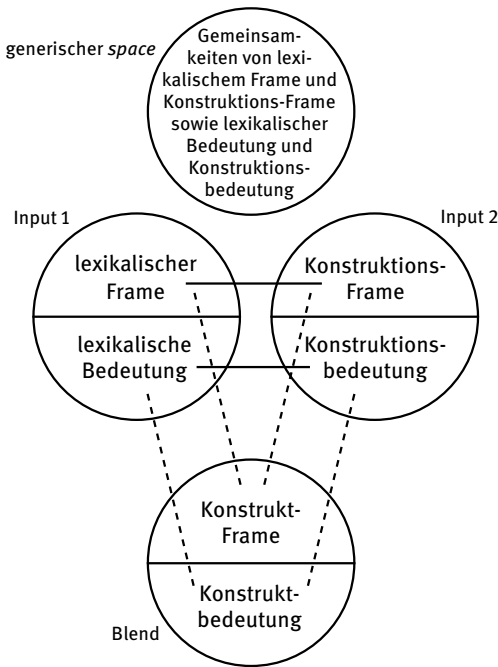 generischer space
Gemeinsam-
keiten von lexi-
kalischem Frame und
Konstruktions-Frame
sowie lexikalischer
Bedeutung und
Konstruktions-
bedeutung
Input 1
Input 2
lexikalischer
Frame
Konstruktions-
Frame
lexikalische
Bedeutung
Konstruktions-
bedeutung
Konstrukt-
Frame
Konstrukt-
bedeutung
Blend